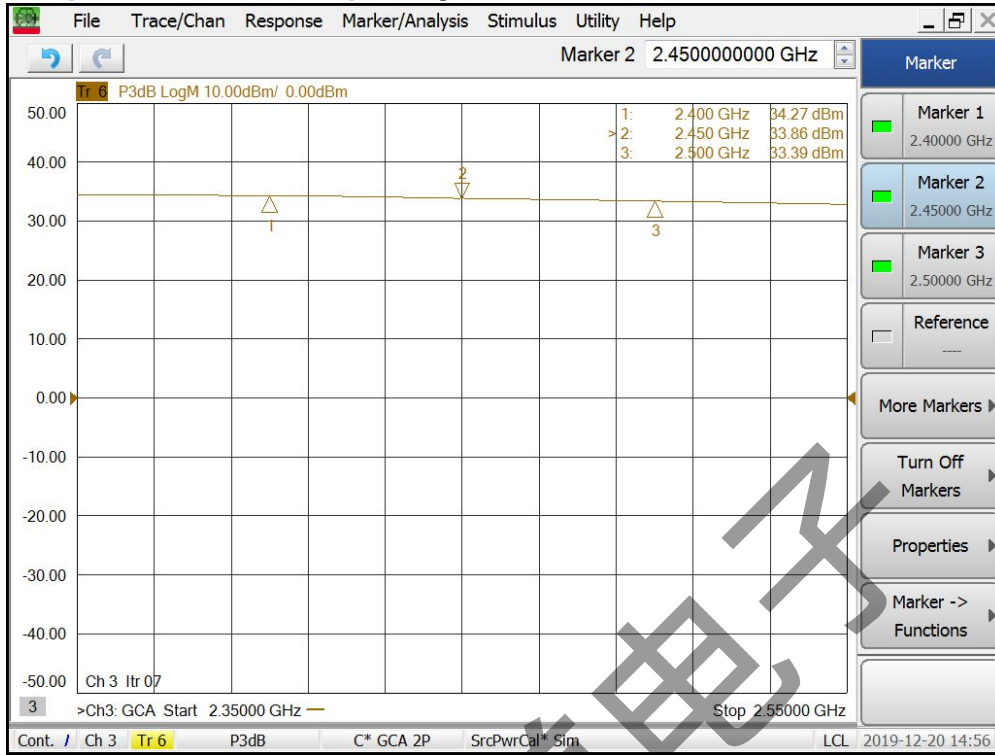 File Trace/Chan Response Marker/Analysis Stimulus Utility Help
Marker 2 2.4500000000 GHz
Marker
Tr 6 P3dB LogM 10.00dBm/ 0.00dBm
50.00
40.00
30.00
20.00
10.00
0.00
-10.00
-20.00
-30.00
-40.00
-50.00
1: 2.400 GHz 34.27 dBm
> 2: 2.450 GHz 33.86 dBm
3: 2.500 GHz 33.39 dBm
2
1
3
Marker 1
2.40000 GHz
Marker 2
2.45000 GHz
Marker 3
2.50000 GHz
Reference
----
More Markers
Turn Off
Markers
Properties
Marker ->
Functions
电子
Ch 3 Itr 07
3 >Ch3: GCA Start 2.35000 GHz — Stop 2.55000 GHz
Cont. Ch 3 Tr 6 P3dB C* GCA 2P SrcPwrCal* Sim LCL 2019-12-20 14:56